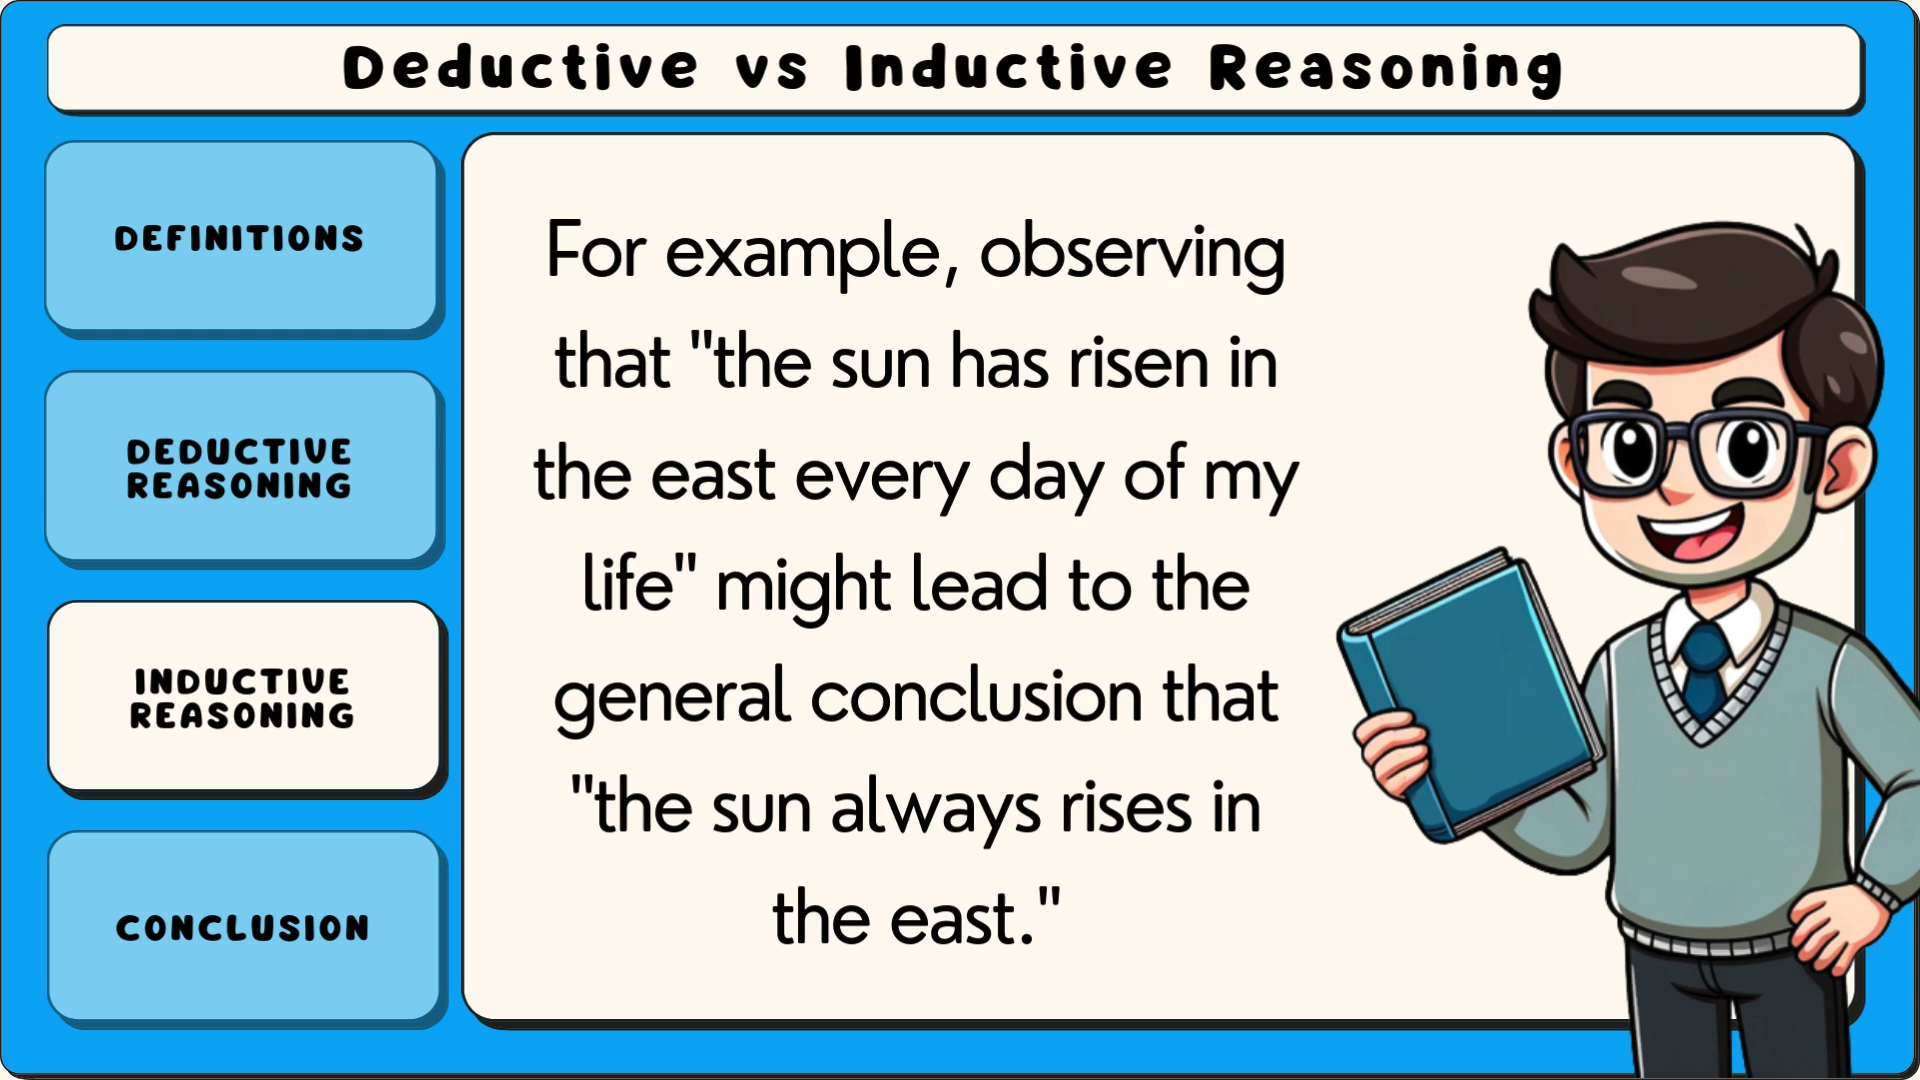 Deductive vs Inductive Reasoning
DEFINITIONS
DEDUCTIVE
REASONING
INDUCTIVE
REASONING
CONCLUSION
For example, observing
that "the sun has risen in
the east every day of my
life" might lead to the
general conclusion that
"the sun always rises in
the east."